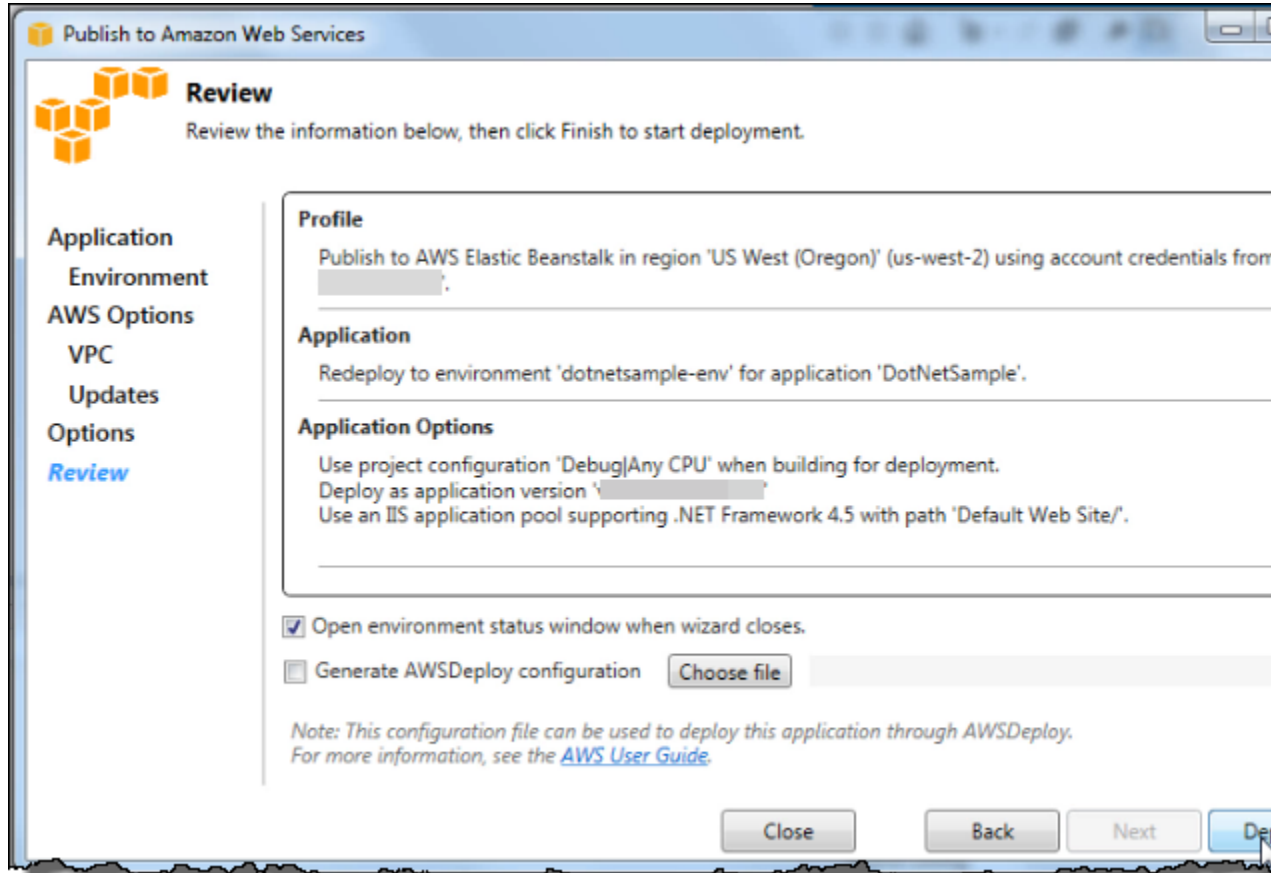 Publish to Amazon Web Services
Review
Review the information below, then click Finish to start deployment.
Application
Environment
AWS Options
VPC
Updates
Options
Review
Profile
Publish to AWS Elastic Beanstalk in region 'US West (Oregon)' (us-west-2) using account credentials from
'.
Application
Redeploy to environment 'dotnetsample-env' for application 'DotNetSample'.
Application Options
Use project configuration 'Debug|Any CPU' when building for deployment.
Deploy as application version 'v '
Use an IIS application pool supporting .NET Framework 4.5 with path 'Default Web Site/'.
Open environment status window when wizard closes.
Generate AWSDeploy configuration
Choose file
Note: This configuration file can be used to deploy this application through AWSDeploy.
For more information, see the AWS User Guide.
Close
Back
Next